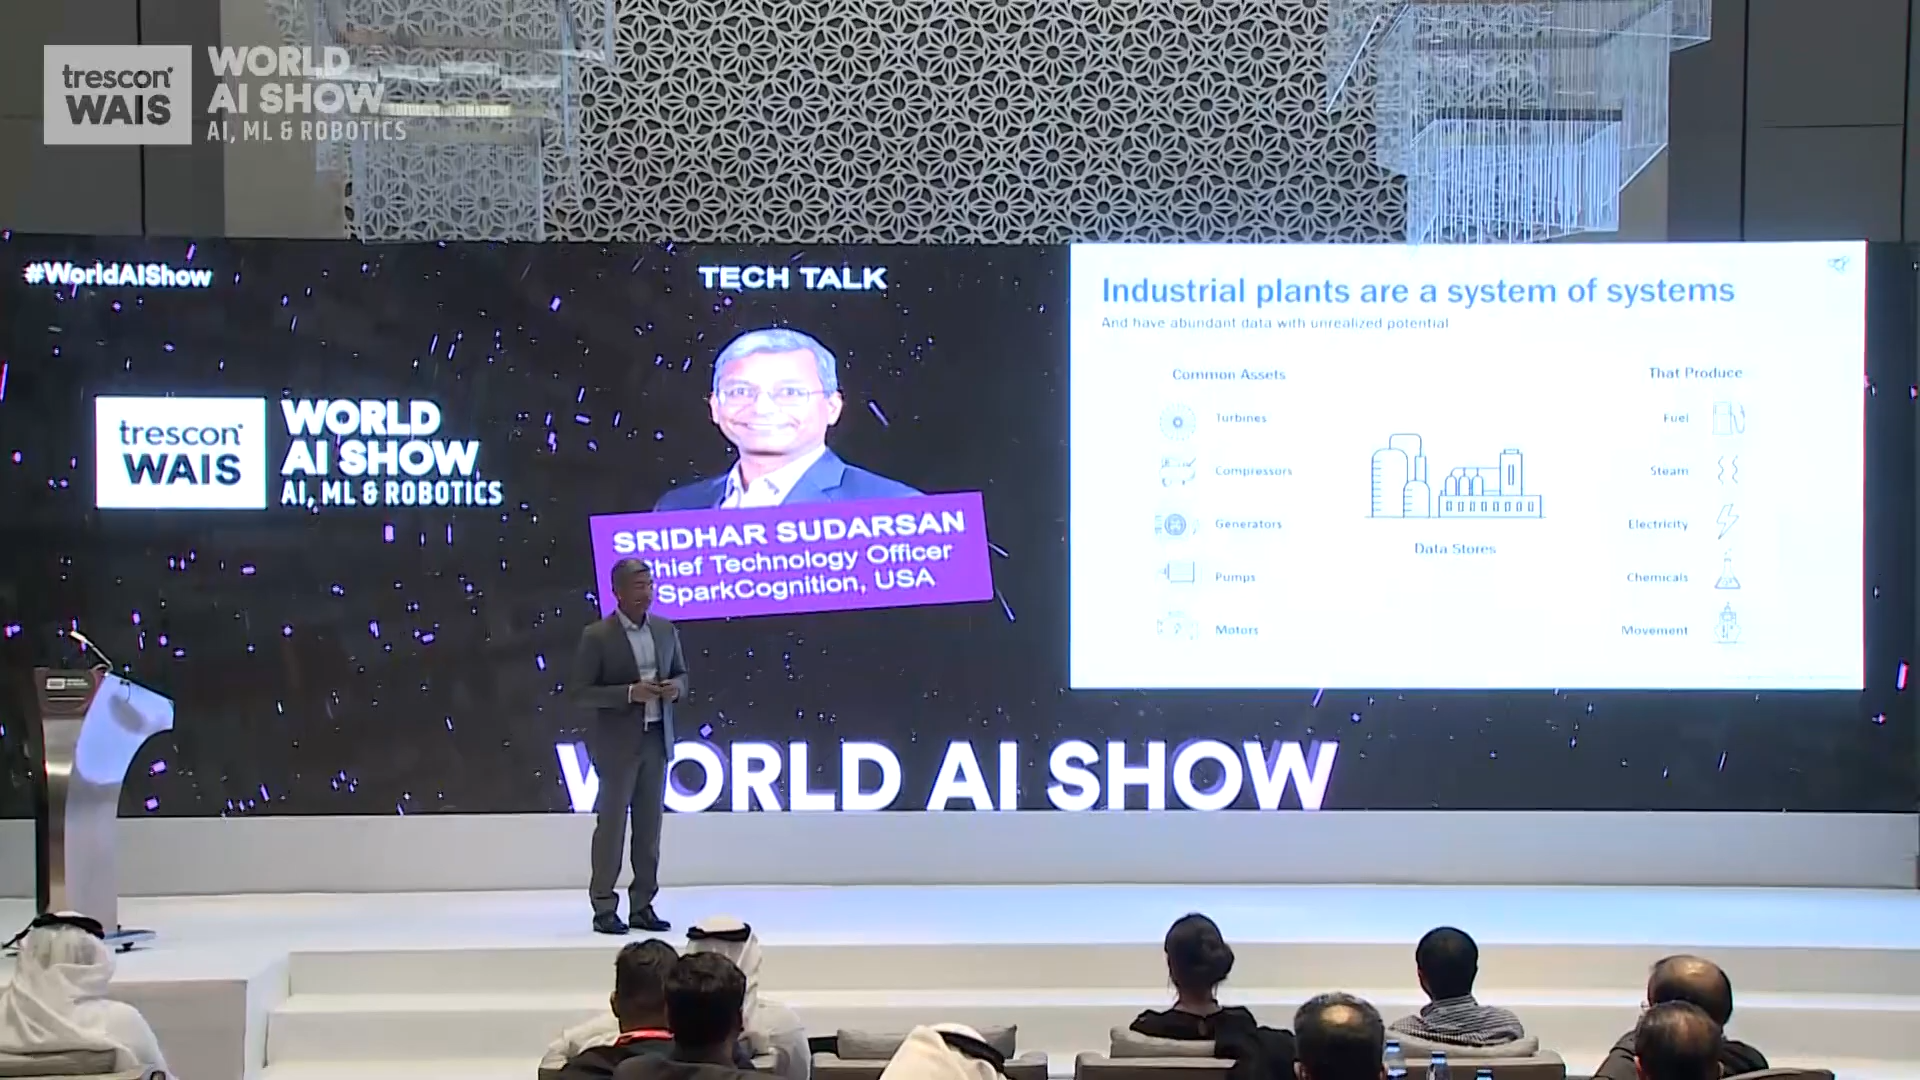 trescon
WAIS
WORLD
AI SHOW
AI, ML & ROBOTICS
#WorldAIShow
trescon
WAIS
WORLD
AI SHOW
AI, ML & ROBOTICS
TECH TALK
SRIDHAR SUDARSAN
Chief Technology Officer
SparkCognition, USA
WORLD AI SHOW
Industrial plants are a system of systems
And have abundant data with unrealized potential
Common Assets
Turbines
Compressors
Generators
Pumps
Motors
Data Stores
That Produce
Fuel
Steam
Electricity
Chemicals
Movement